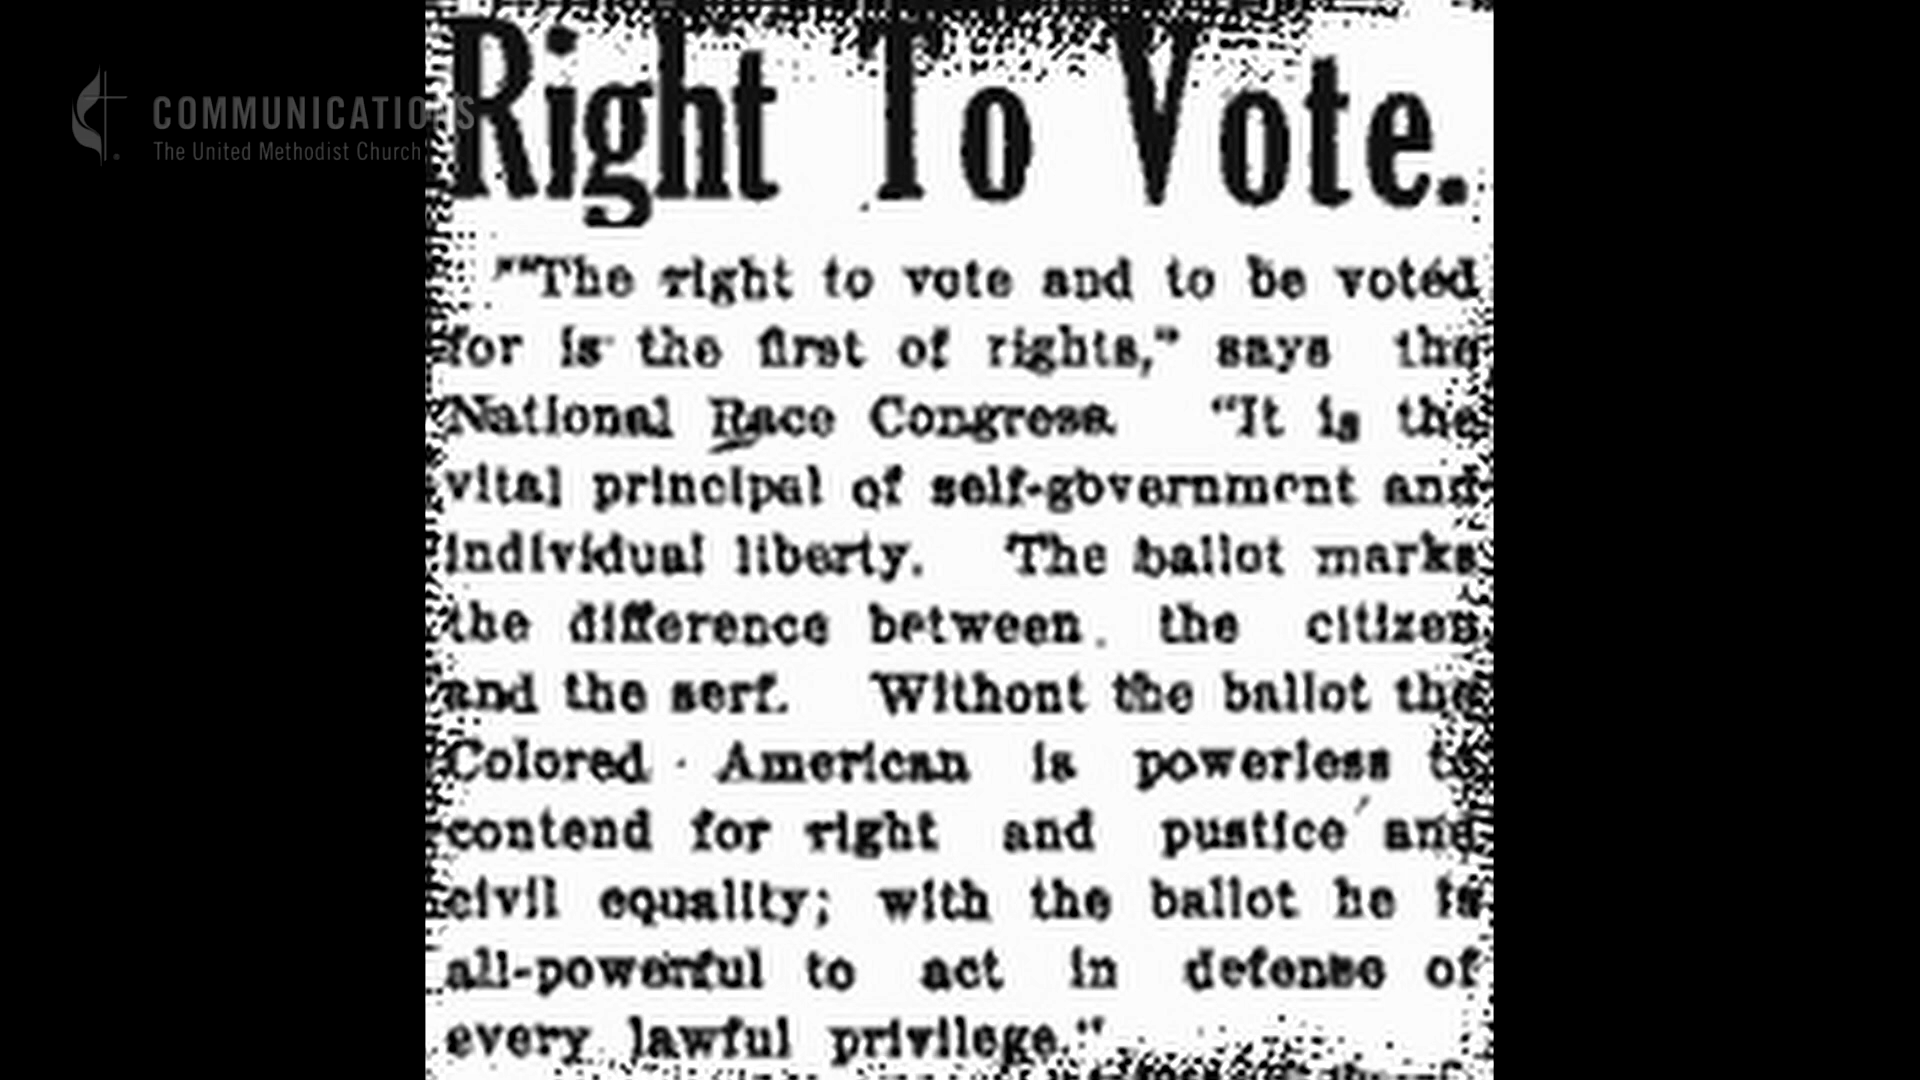 COMMUNICATIONS
The United Methodist Church
Right To Vote.
""The right to vote and to be voted
for is the first of rights," says the
National Race Congress. "It is the
vital principal of self-government and
individual liberty. The ballot marks
the difference between the citizen
and the serf. Withont the ballot the
Colored American is powerless to
contend for right and pustice and
civil equality; with the ballot he is
all-powerful to act in defense of
every lawful privilege."